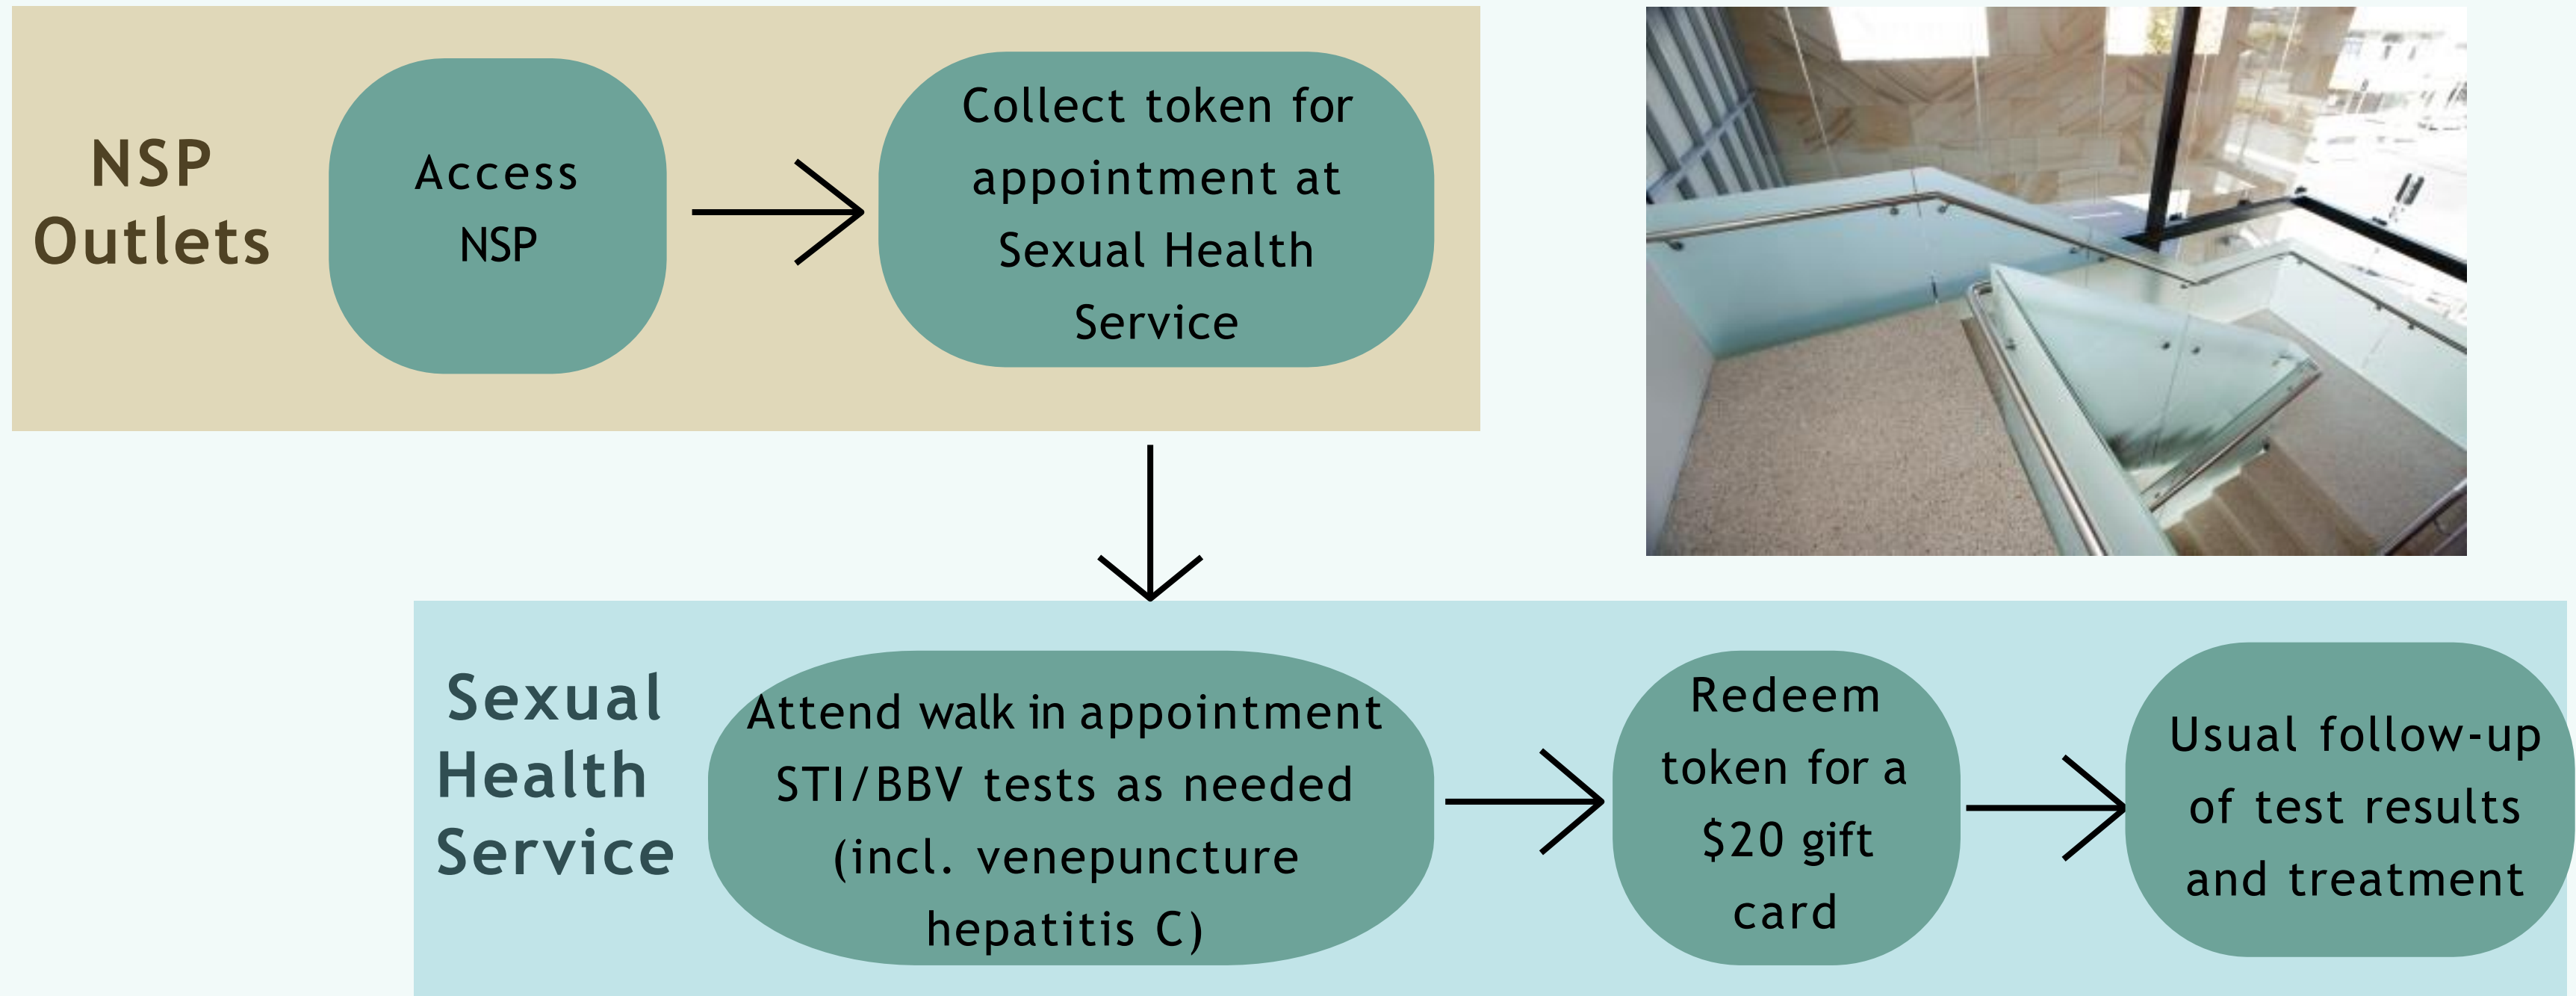 NSP
Outlets
Access
NSP
Collect token for
appointment at
Sexual Health
Service
Sexual
Health
Service
Attend walk in appointment
STI/BBV tests as needed
(incl. venepuncture
hepatitis C)
Redeem
token for a
$20 gift
card
Usual follow-up
of test results
and treatment